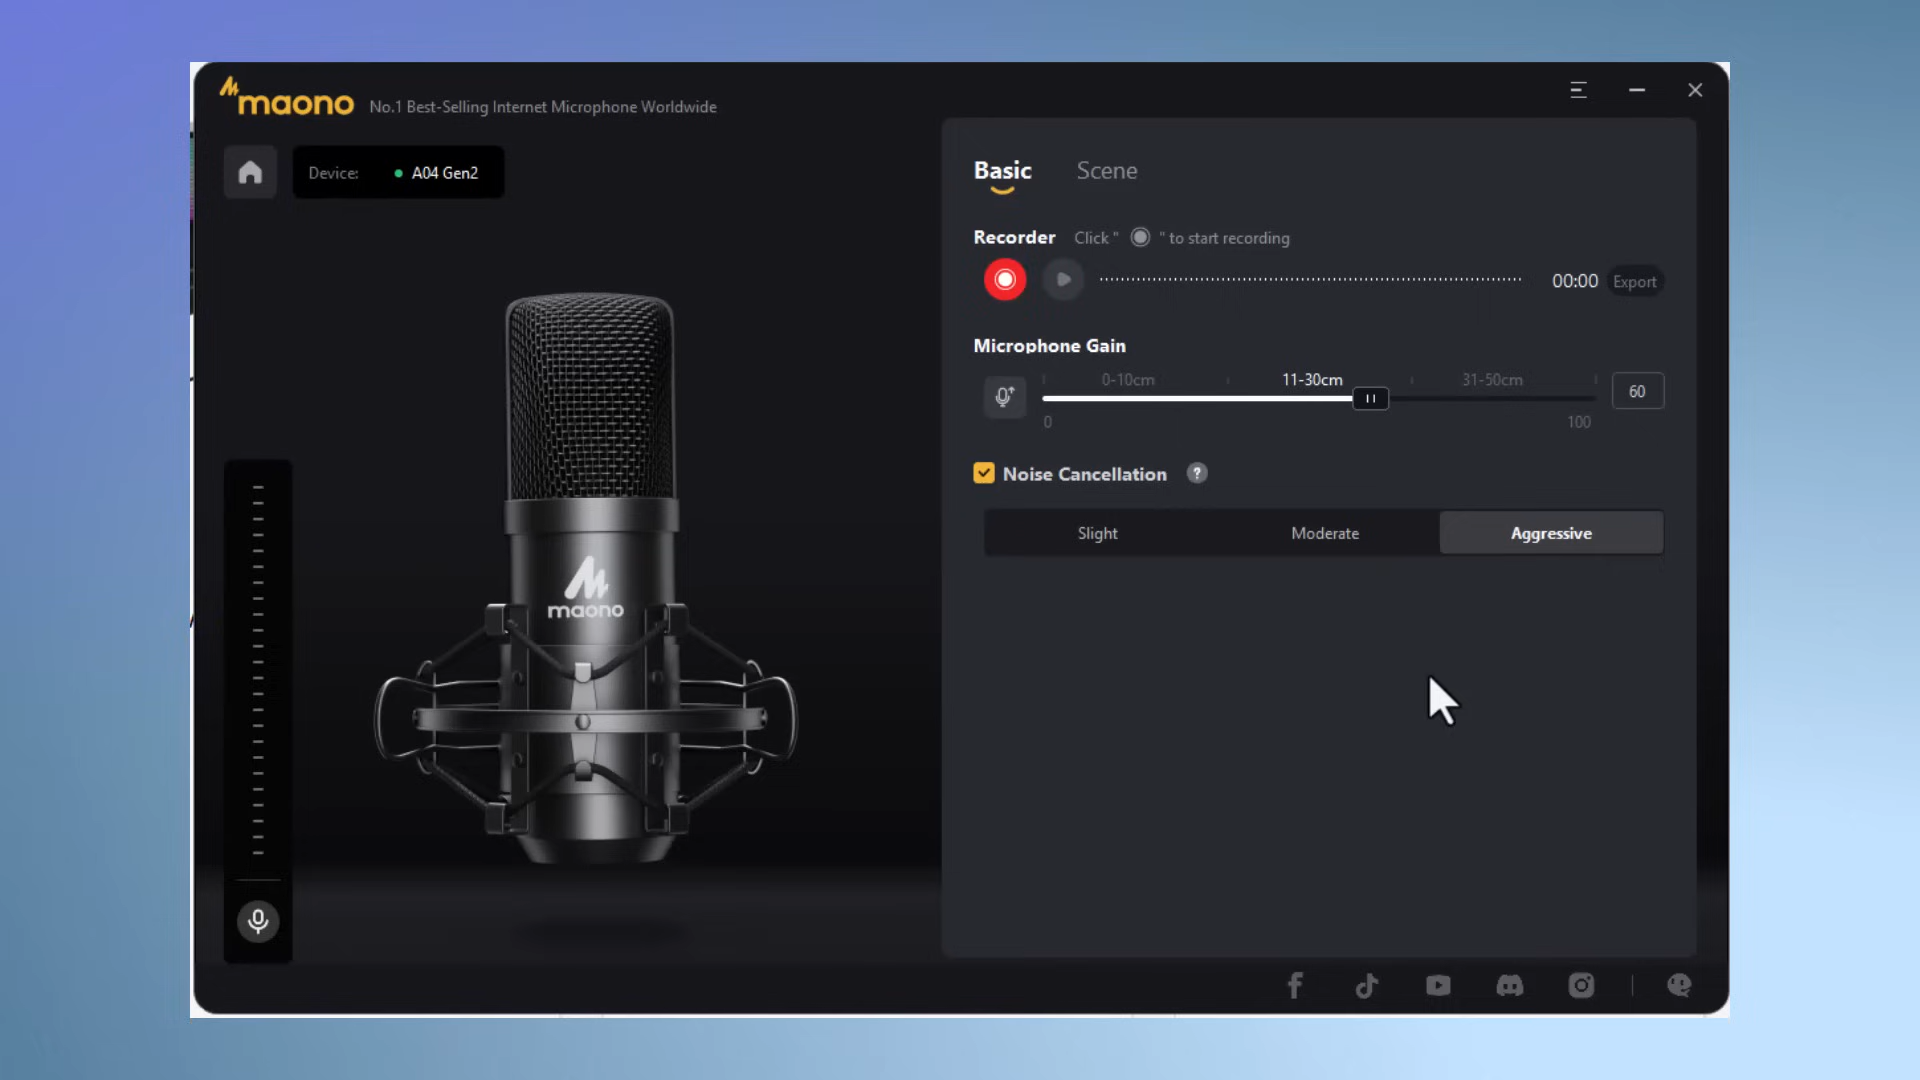 maono No.1 Best-Selling Internet Microphone Worldwide
Device: A04 Gen2
maono
Basic Scene
Recorder Click " " to start recording
00:00 Export
Microphone Gain
0-10cm 11-30cm 31-50cm
60
0 100
Noise Cancellation ?
Slight Moderate Aggressive